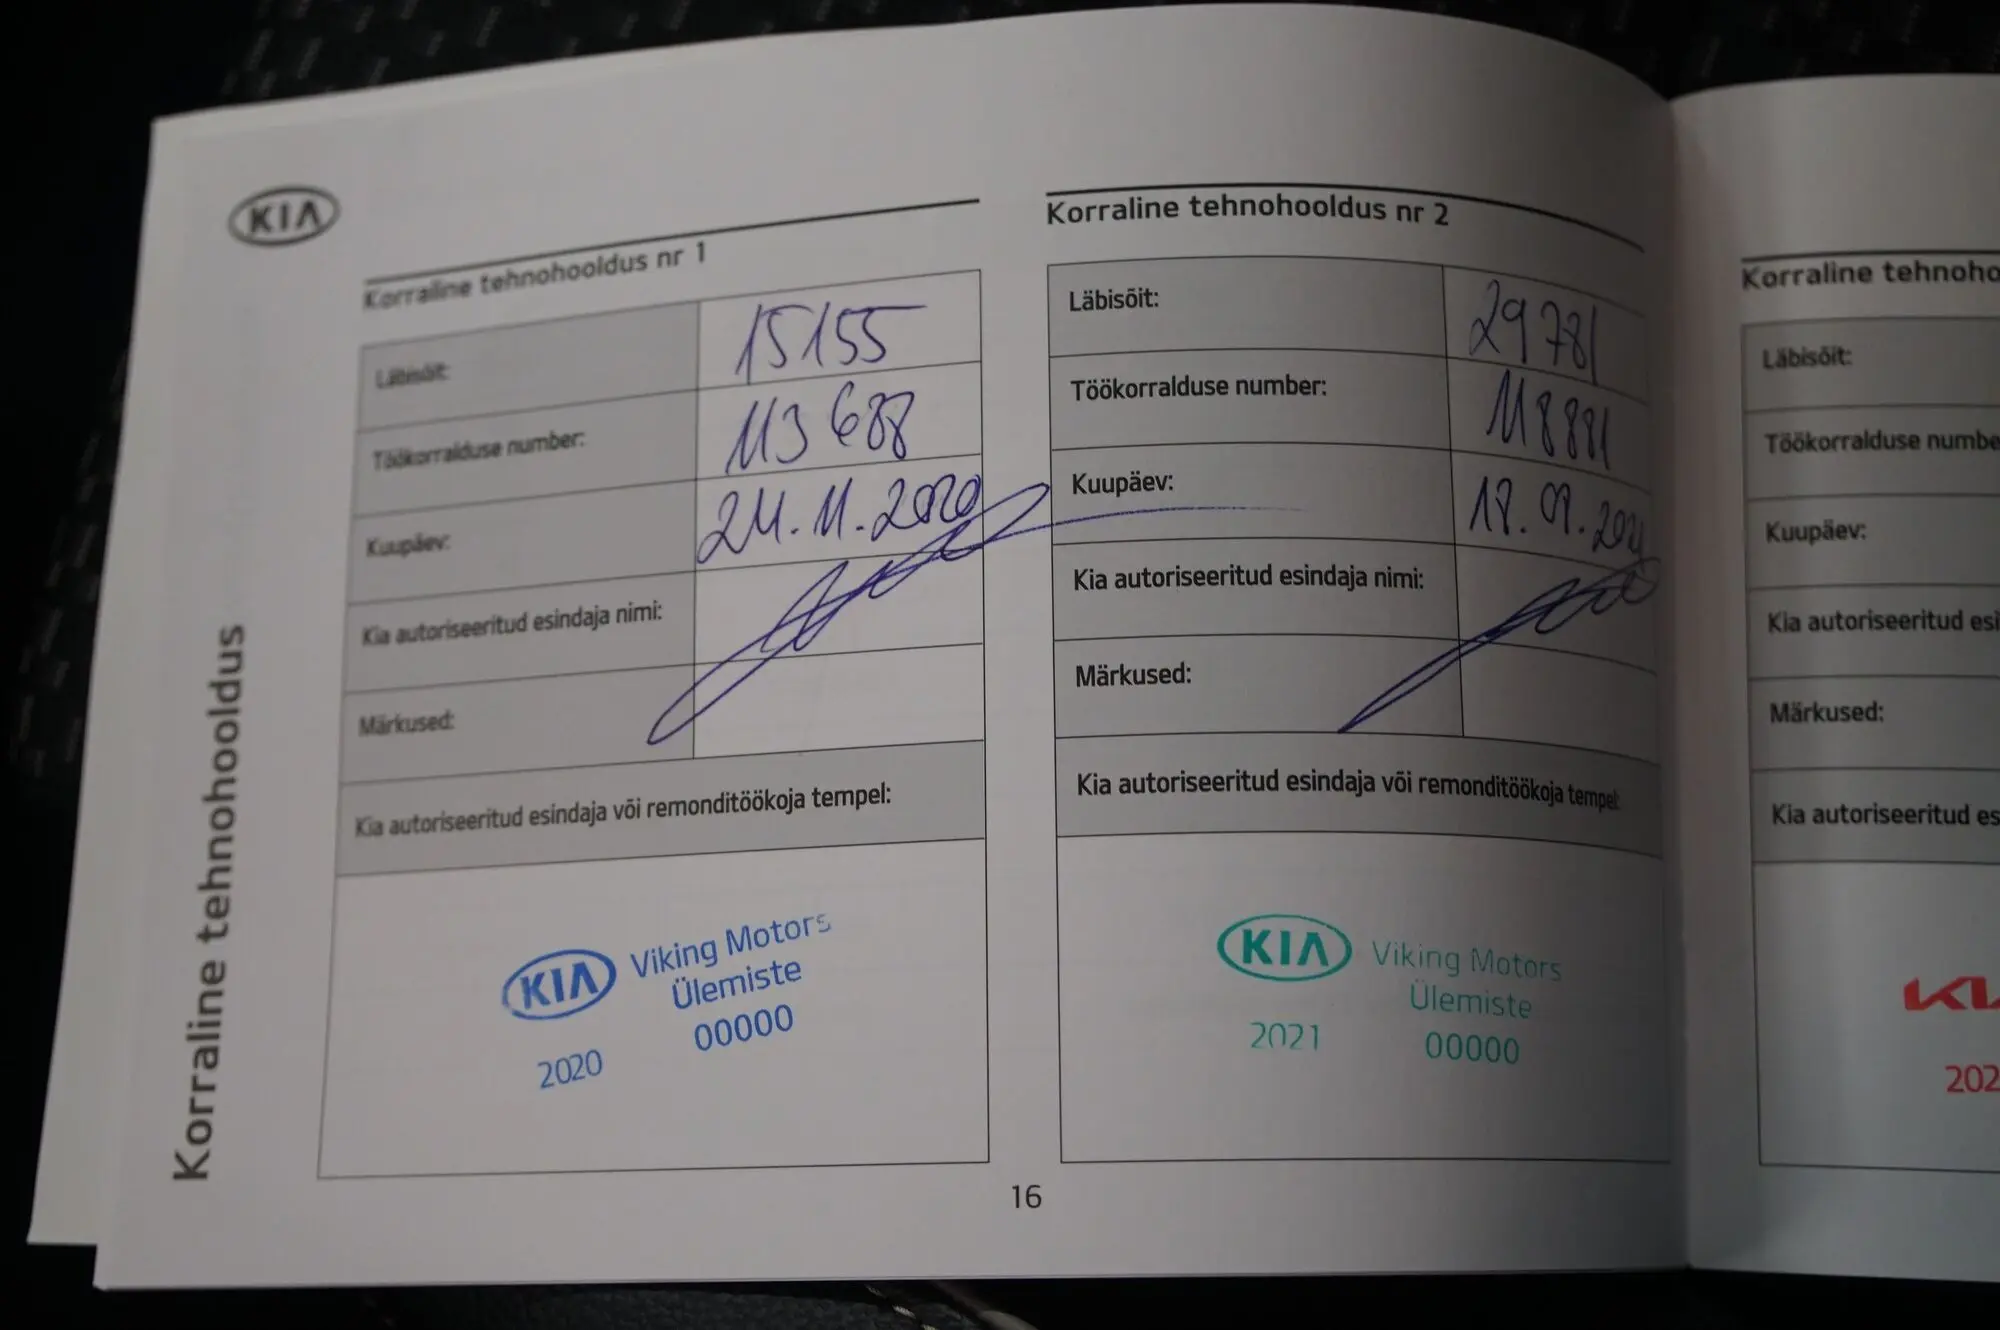 KIA
Korraline tehnohooldus
Korraline tehnohooldus nr 1
Läbisõit: 15155
Töökorralduse number: 113688
Kuupäev: 24.11.2020
Kia autoriseeritud esindaja nimi:
Märkused:
Kia autoriseeritud esindaja või remonditöökoja tempel:
KIA Viking Motors
Ülemiste
00000
2020
Korraline tehnohooldus nr 2
Läbisõit: 29781
Töökorralduse number: 118881
Kuupäev:
Kia autoriseeritud esindaja nimi:
Märkused:
Kia autoriseeritud esindaja või remonditöökoja tempel:
KIA Viking Motors
Ülemiste
2021 00000
16
Korraline tehnoho
Läbisõit:
Töökorralduse numbe
Kuupäev:
Kia autoriseeritud esi
Märkused:
Kia autoriseeritud es
202